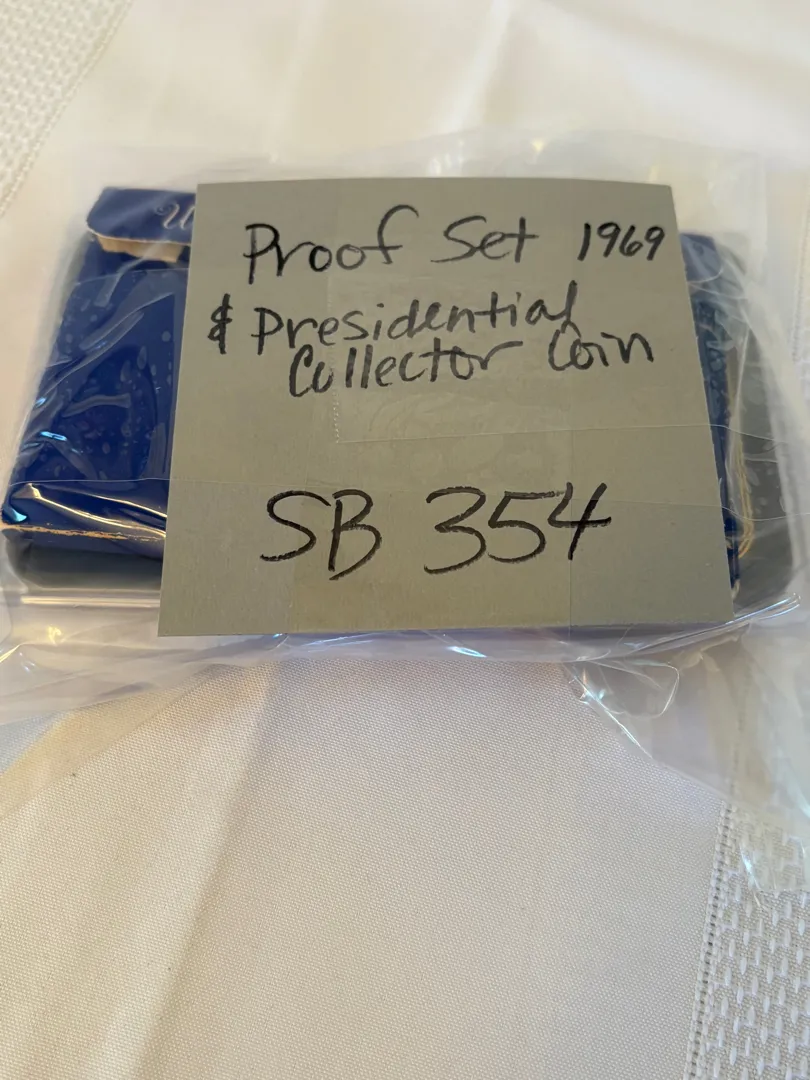 Proof Set 1969
& Presidential
Collector Coin
SB 354